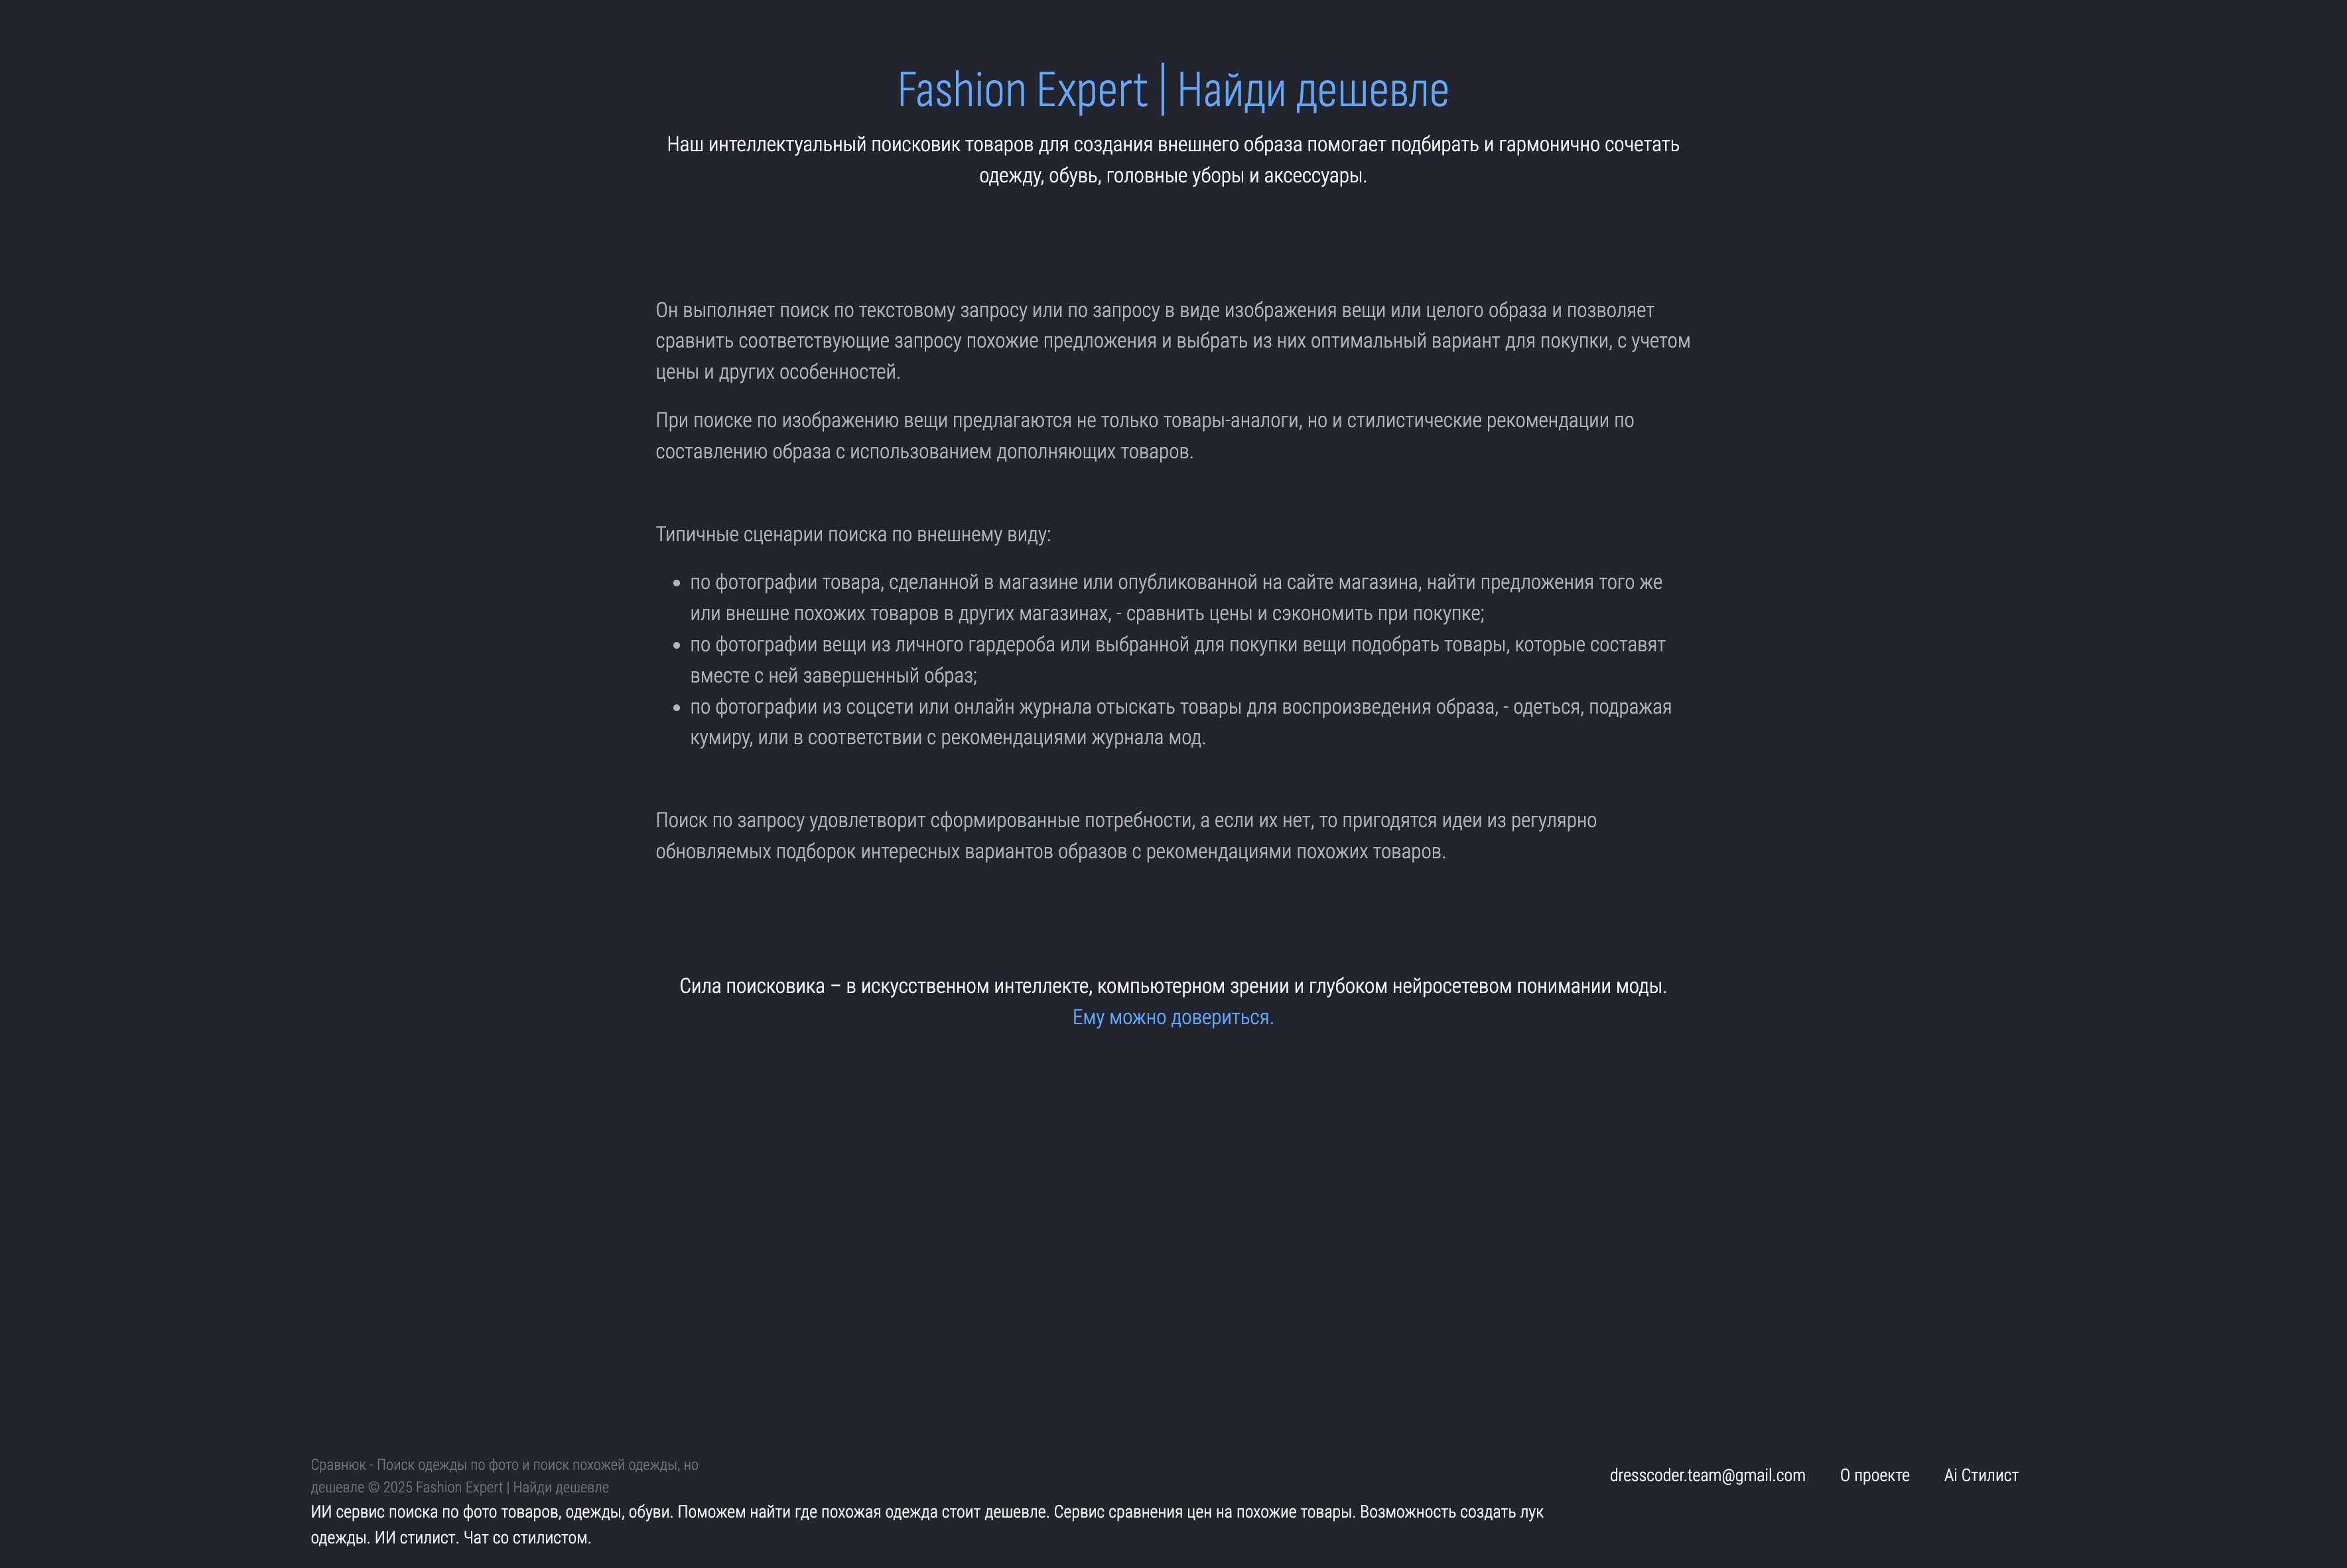 Fashion Expert | Найди дешевле
Наш интеллектуальный поисковик товаров для создания внешнего образа помогает подбирать и гармонично сочетать
одежду, обувь, головные уборы и аксессуары.
Он выполняет поиск по текстовому запросу или по запросу в виде изображения вещи или целого образа и позволяет
сравнить соответствующие запросу похожие предложения и выбрать из них оптимальный вариант для покупки, с учетом
цены и других особенностей.
При поиске по изображению вещи предлагаются не только товары-аналоги, но и стилистические рекомендации по
составлению образа с использованием дополняющих товаров.
Типичные сценарии поиска по внешнему виду:
• по фотографии товара, сделанной в магазине или опубликованной на сайте магазина, найти предложения того же
или внешне похожих товаров в других магазинах, - сравнить цены и сэкономить при покупке;
• по фотографии вещи из личного гардероба или выбранной для покупки вещи подобрать товары, которые составят
вместе с ней завершенный образ;
• по фотографии из соцсети или онлайн журнала отыскать товары для воспроизведения образа, - одеться, подражая
кумиру, или в соответствии с рекомендациями журнала мод.
Поиск по запросу удовлетворит сформированные потребности, а если их нет, то пригодятся идеи из регулярно
обновляемых подборок интересных вариантов образов с рекомендациями похожих товаров.
Сила поисковика – в искусственном интеллекте, компьютерном зрении и глубоком нейросетевом понимании моды.
Ему можно довериться.
Сравнюк - Поиск одежды по фото и поиск похожей одежды, но
дешевле © 2025 Fashion Expert | Найди дешевле
ИИ сервис поиска по фото товаров, одежды, обуви. Поможем найти где похожая одежда стоит дешевле. Сервис сравнения цен на похожие товары. Возможность создать лук
одежды. ИИ стилист. Чат со стилистом.
dresscoder.team@gmail.com О проекте Ai Стилист